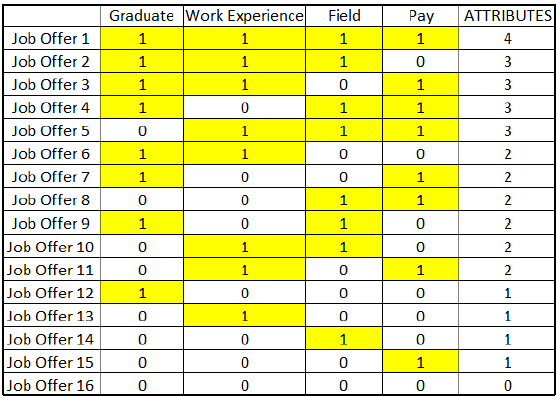 Graduate Work Experience Field Pay ATTRIBUTES
Job Offer 1 1 1 1 1 4
Job Offer 2 1 1 1 0 3
Job Offer 3 1 1 0 1 3
Job Offer 4 1 0 1 1 3
Job Offer 5 0 1 1 1 3
Job Offer 6 1 1 0 0 2
Job Offer 7 1 0 0 1 2
Job Offer 8 0 0 1 1 2
Job Offer 9 1 0 1 0 2
Job Offer 10 0 1 1 0 2
Job Offer 11 0 1 0 1 2
Job Offer 12 1 0 0 0 1
Job Offer 13 0 1 0 0 1
Job Offer 14 0 0 1 0 1
Job Offer 15 0 0 0 1 1
Job Offer 16 0 0 0 0 0